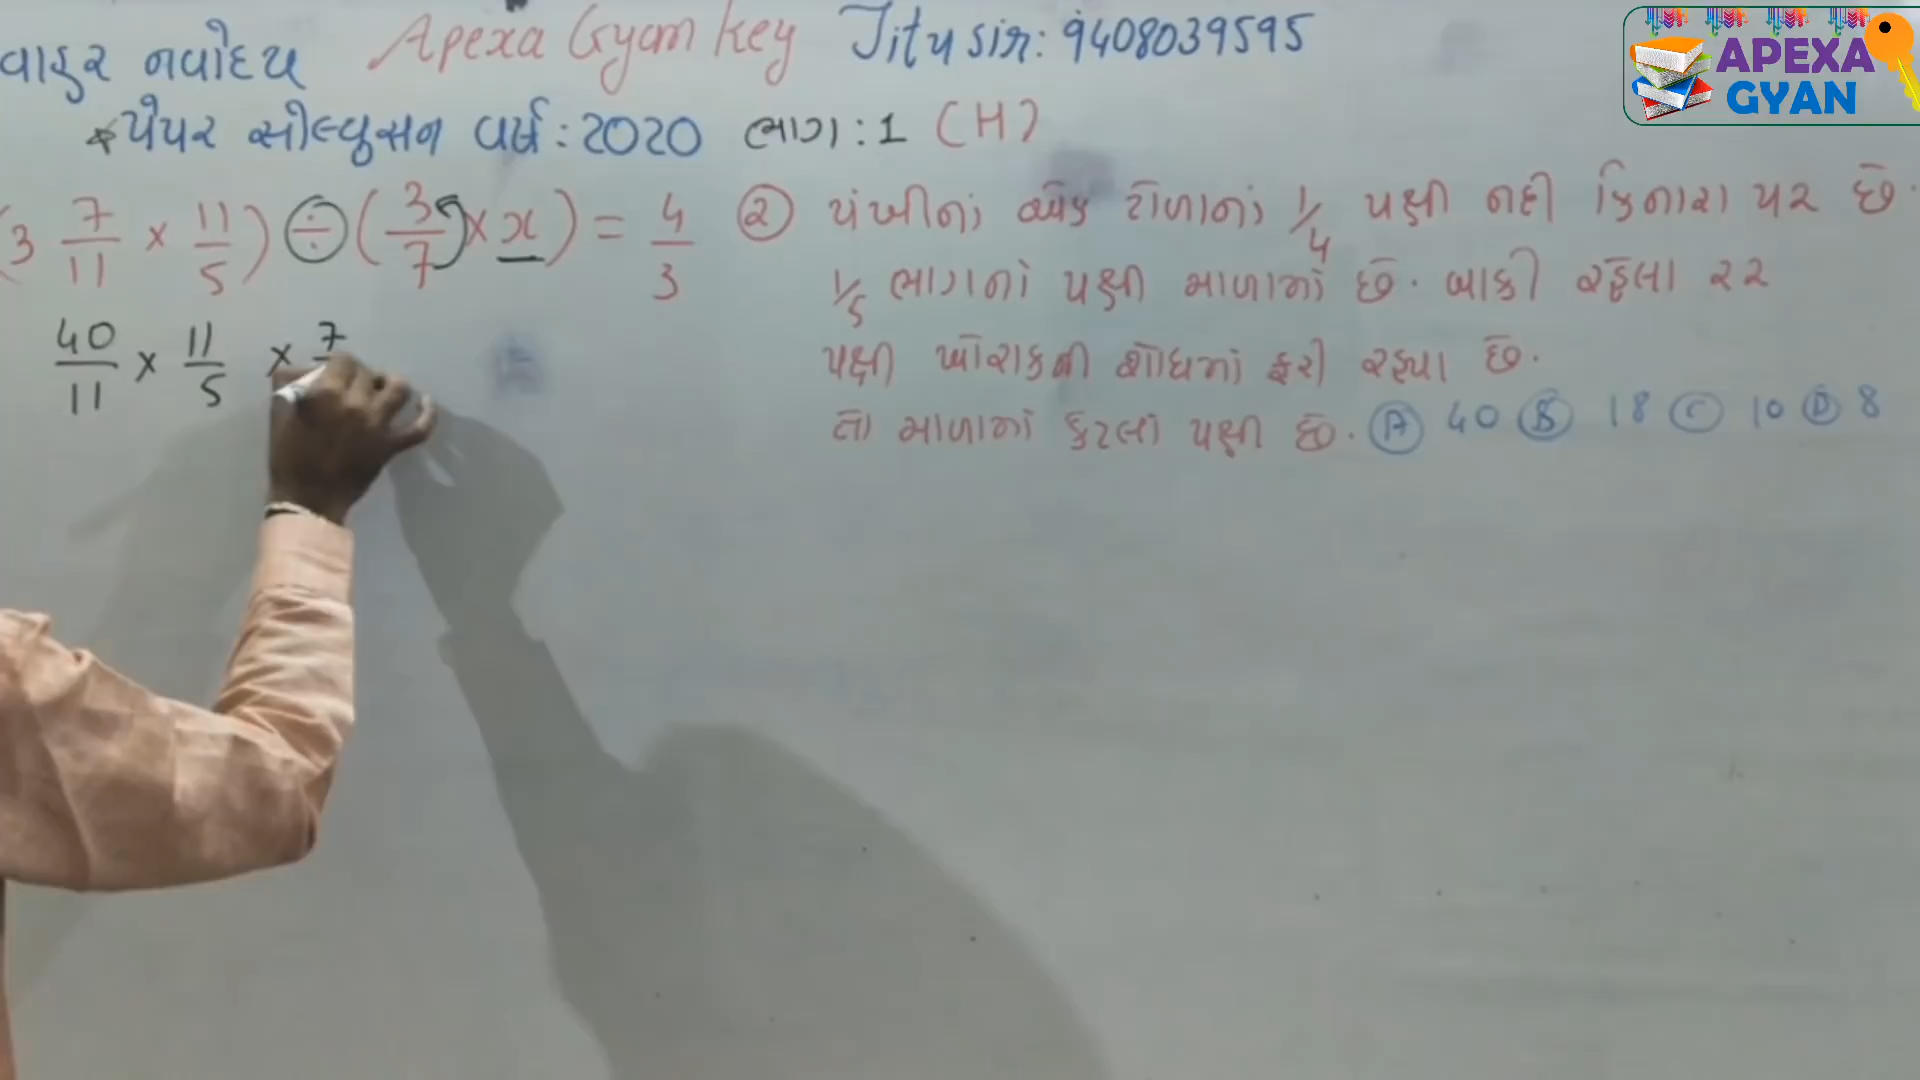 વાહર નવોદય Apexa Gyan key Jitu sir: 9408039595
APEXA
GYAN
* પેપર સોલ્યુસન વર્ષ : 2020 ભાગ : 1 (H)
(3 7/11 × 11/5) ÷ (3/7 × x) = 4/3
40/11 × 11/5 × 7
② પંખીનાં એક ટોળાનાં 1/4 પક્ષી નદી કિનારા પર છે.
1/5 ભાગનાં પક્ષી માળામાં છે. બાકી રહેલા 22
પક્ષી ખોરાકની શોધમાં ફરી રહ્યા છે.
તો માળામાં કેટલાં પક્ષી છે. Ⓐ 40 Ⓑ 18 Ⓒ 10 Ⓓ 8